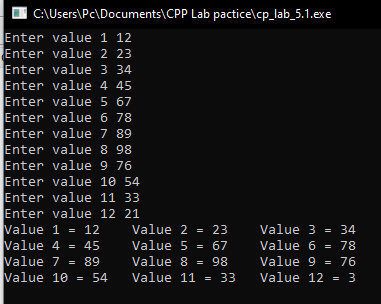 C:\Users\Pc\Documents\CPP Lab pactice\cp_lab_5.1.exe
Enter value 1 12
Enter value 2 23
Enter value 3 34
Enter value 4 45
Enter value 5 67
Enter value 6 78
Enter value 7 89
Enter value 8 98
Enter value 9 76
Enter value 10 54
Enter value 11 33
Enter value 12 21
Value 1 = 12    Value 2 = 23    Value 3 = 34
Value 4 = 45    Value 5 = 67    Value 6 = 78
Value 7 = 89    Value 8 = 98    Value 9 = 76
Value 10 = 54   Value 11 = 33   Value 12 = 3